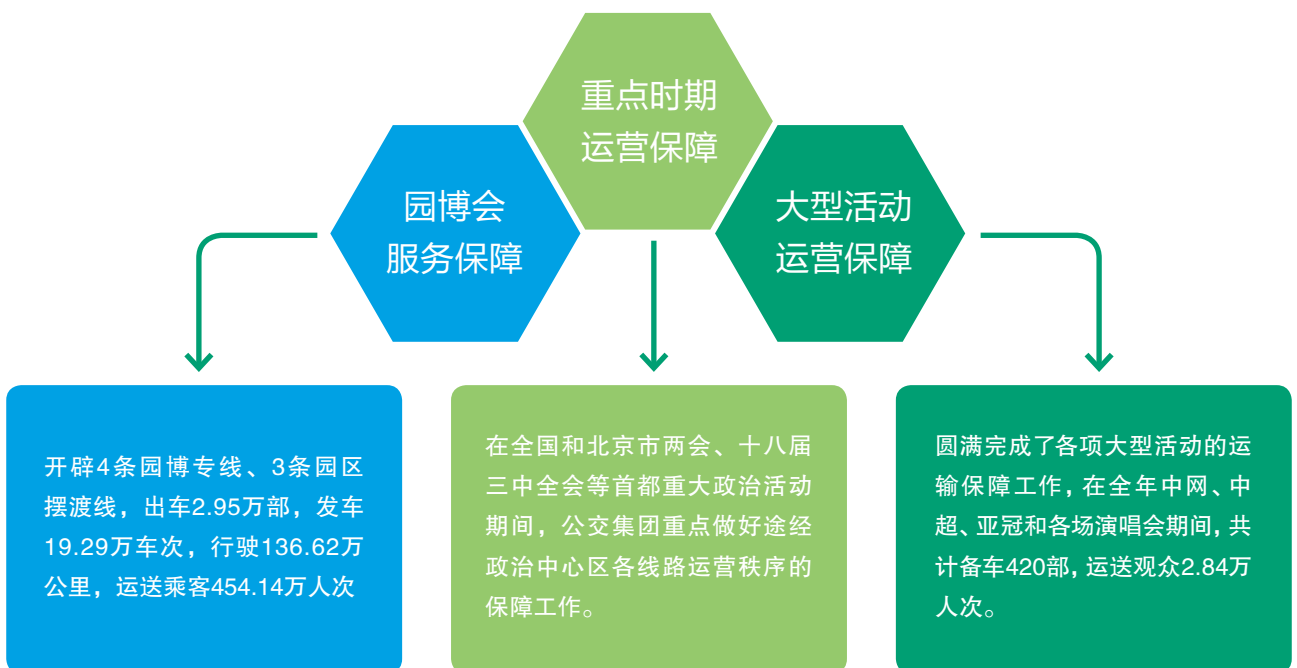 重点时期
运营保障
园博会
服务保障
大型活动
运营保障
开辟4条园博专线、3条园区
摆渡线，出车2.95万部，发车
19.29万车次，行驶136.62万
公里，运送乘客454.14万人次
在全国和北京市两会、十八届
三中全会等首都重大政治活动
期间，公交集团重点做好途经
政治中心区各线路运营秩序的
保障工作。
圆满完成了各项大型活动的运
输保障工作，在全年中网、中
超、亚冠和各场演唱会期间，共
计备车420部，运送观众2.84万
人次。